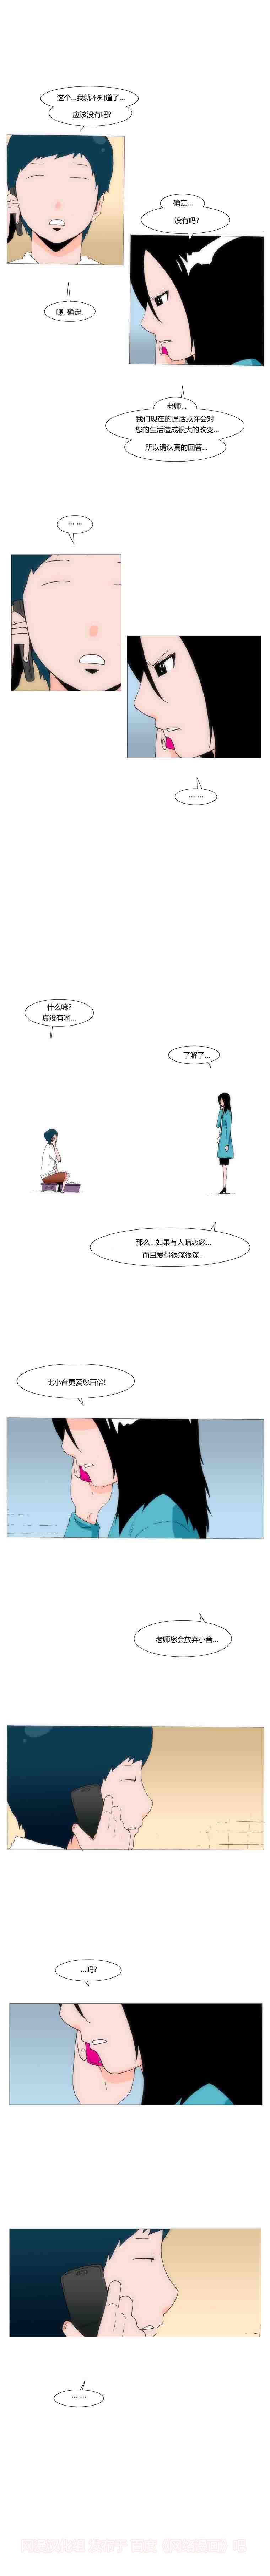 这个...我就不知道了...
应该没有吧?
确定...
没有吗?
嗯, 确定.
老师...
我们现在的通话或许会对
您的生活造成很大的改变...
所以请认真的回答...
... ...
... ...
什么嘛?
真没有啊...
了解了...
那么...如果有人暗恋您...
而且爱得很深很深...
比小音更爱您百倍!
老师您会放弃小音...
...吗?
... ...